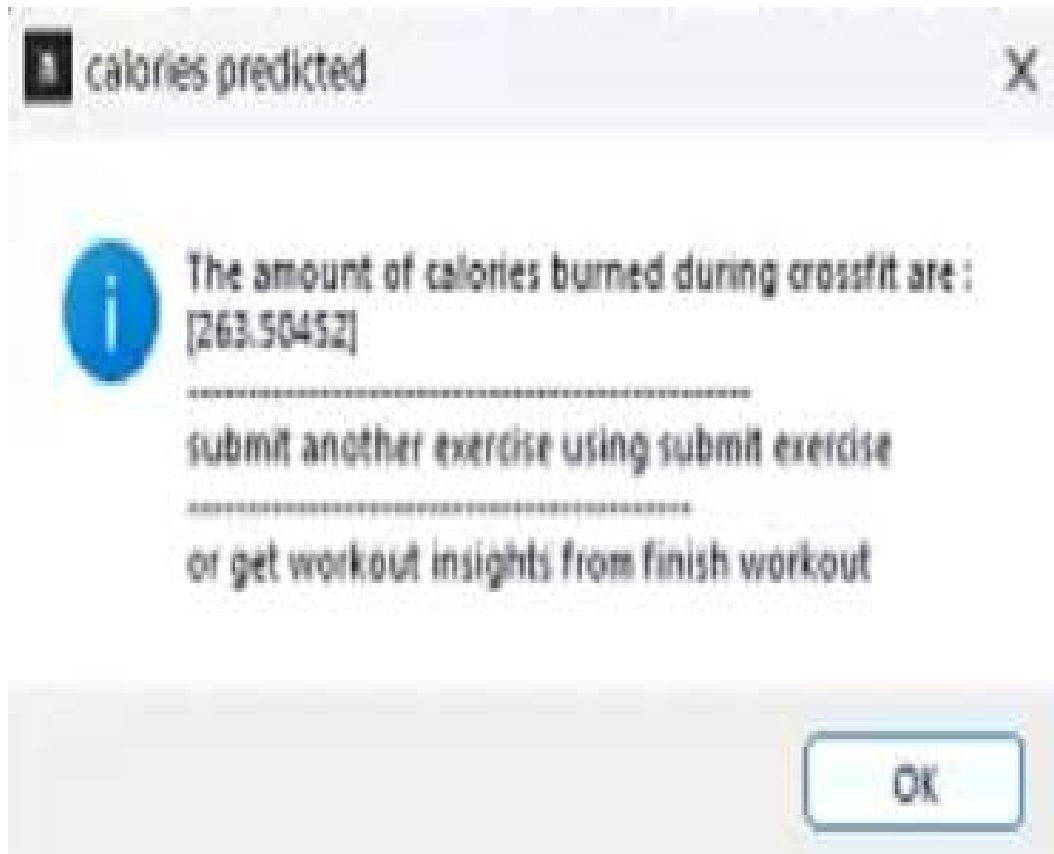 calories predicted
The amount of calories burned during crossfit are :
[263.50452]
----------------------------------------------
submit another exercise using submit exercise
-----------------------------------------
or get workout insights from finish workout
OK